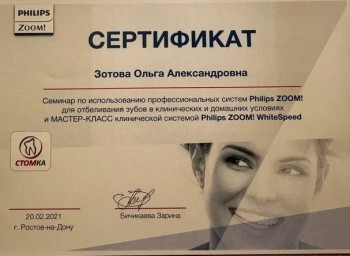 PHILIPS
ZOOM!
СЕРТИФИКАТ
Зотова Ольга Александровна
Семинар по использованию профессиональных систем Philips ZOOM!
для отбеливания зубов в клинических и домашних условиях
и МАСТЕР-КЛАСС клинической системой Philips ZOOM! WhiteSpeed
СТОМКА
20.02.2021
г. Ростов-на-Дону
Бичикаева Зарина